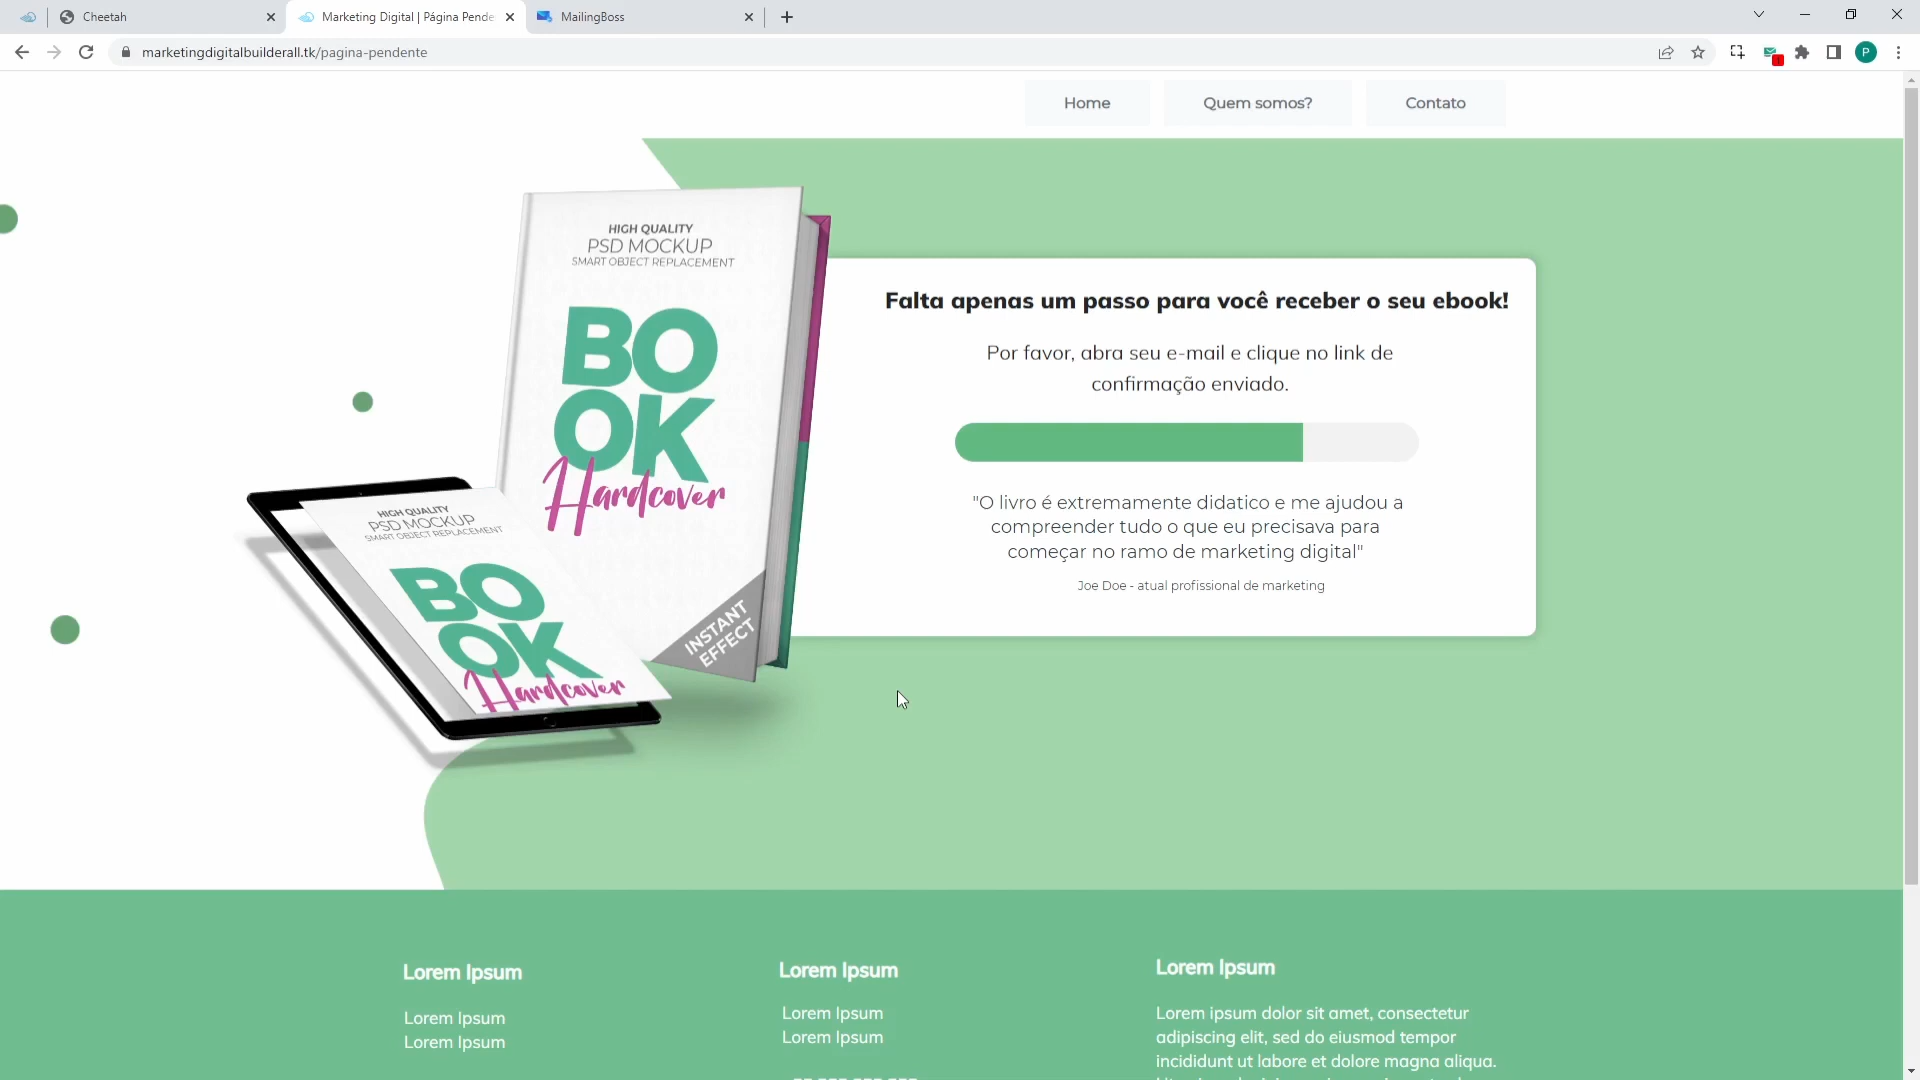 Cheetah
Marketing Digital | Página Pende
MailingBoss
marketingdigitalbuilderall.tk/pagina-pendente
P
Home
Quem somos?
Contato
HIGH QUALITY
PSD MOCKUP
SMART OBJECT REPLACEMENT
BO
OK
Hardcover
INSTANT
EFFECT
HIGH QUALITY
PSD MOCKUP
SMART OBJECT REPLACEMENT
BO
OK
Hardcover
Falta apenas um passo para você receber o seu ebook!
Por favor, abra seu e-mail e clique no link de
confirmação enviado.
"O livro é extremamente didatico e me ajudou a
compreender tudo o que eu precisava para
começar no ramo de marketing digital"
Joe Doe - atual profissional de marketing
Lorem Ipsum
Lorem Ipsum
Lorem Ipsum
Lorem Ipsum
Lorem Ipsum
Lorem Ipsum
Lorem Ipsum
Lorem ipsum dolor sit amet, consectetur
adipiscing elit, sed do eiusmod tempor
incididunt ut labore et dolore magna aliqua.